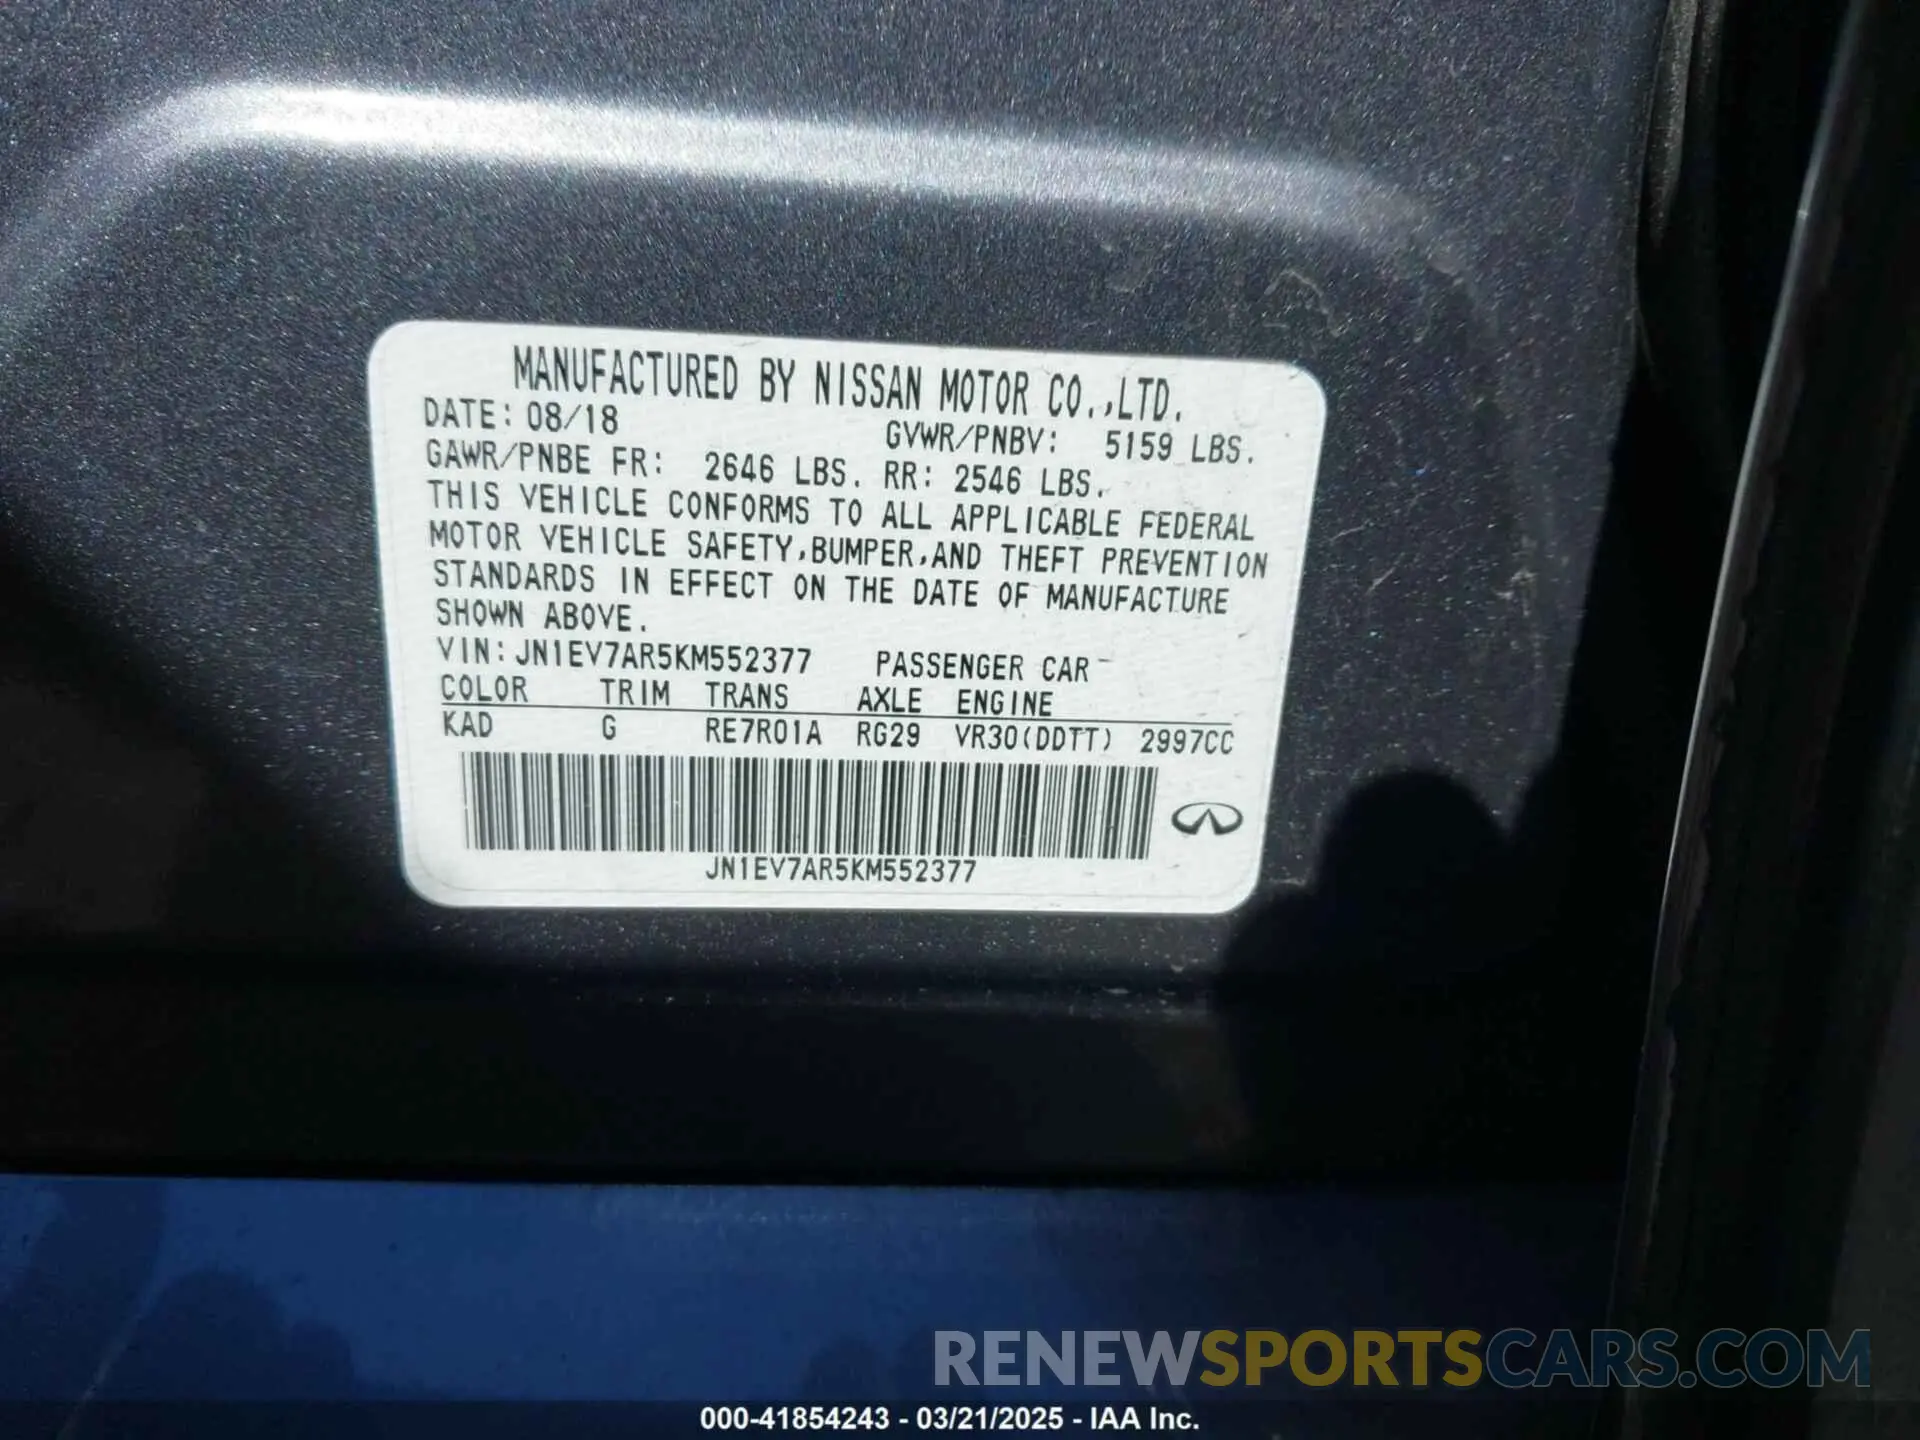 MANUFACTURED BY NISSAN MOTOR CO.,LTD.
DATE: 08/18 GVWR/PNBV: 5159 LBS.
GAWR/PNBE FR: 2646 LBS. RR: 2546 LBS.
THIS VEHICLE CONFORMS TO ALL APPLICABLE FEDERAL
MOTOR VEHICLE SAFETY,BUMPER,AND THEFT PREVENTION
STANDARDS IN EFFECT ON THE DATE OF MANUFACTURE
SHOWN ABOVE.
VIN:JN1EV7AR5KM552377 PASSENGER CAR
COLOR TRIM TRANS AXLE ENGINE
KAD G RE7R01A RG29 VR30(DDTT) 2997CC
JN1EV7AR5KM552377
RENEWSPORTSCARS.COM
000-41854243 - 03/21/2025 - IAA Inc.